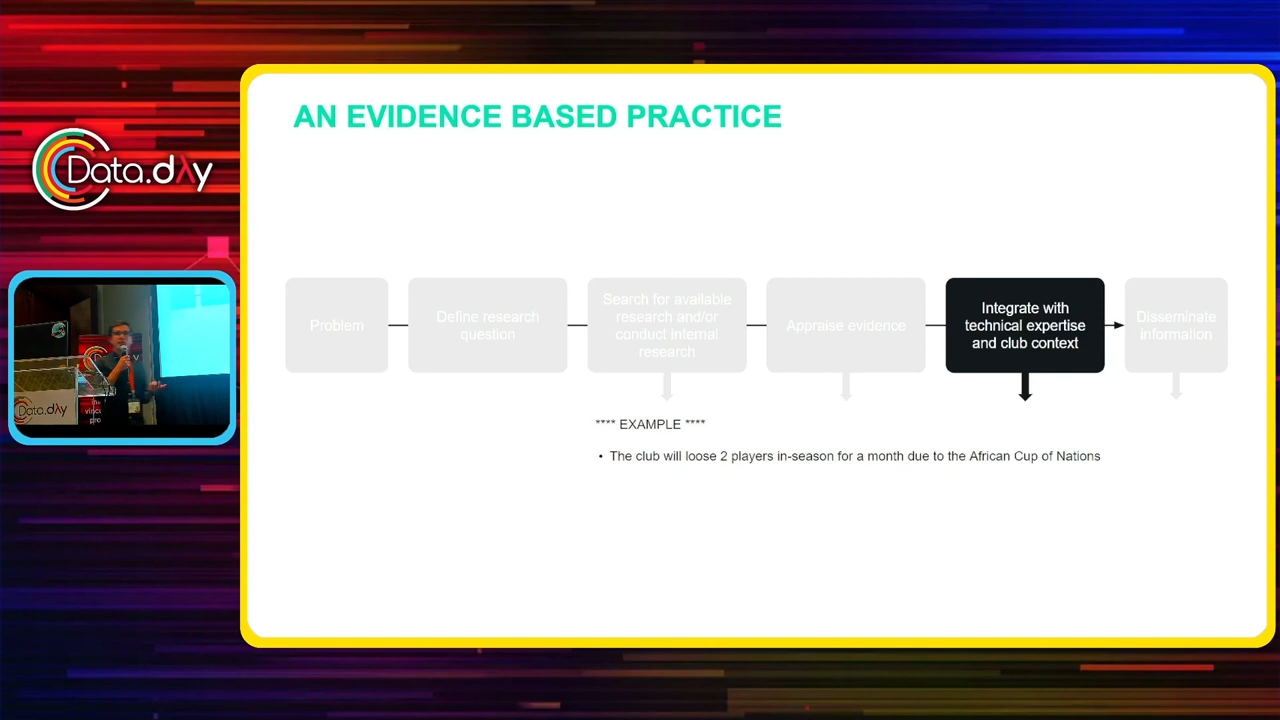 AN EVIDENCE BASED PRACTICE
Data.dλy
Problem
Define research
question
Search for available
research and/or
conduct internal
research
Appraise evidence
Integrate with
technical expertise
and club context
Disseminate
information
**** EXAMPLE ****
• The club will loose 2 players in-season for a month due to the African Cup of Nations
Data.dλy